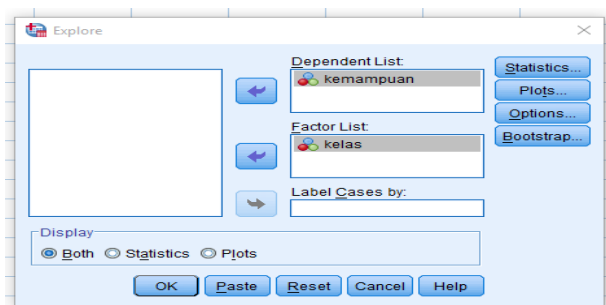 Explore
Dependent List:
kemampuan
Factor List:
kelas
Label Cases by:
Statistics...
Plots...
Options...
Bootstrap...
Display
Both Statistics Plots
OK Paste Reset Cancel Help